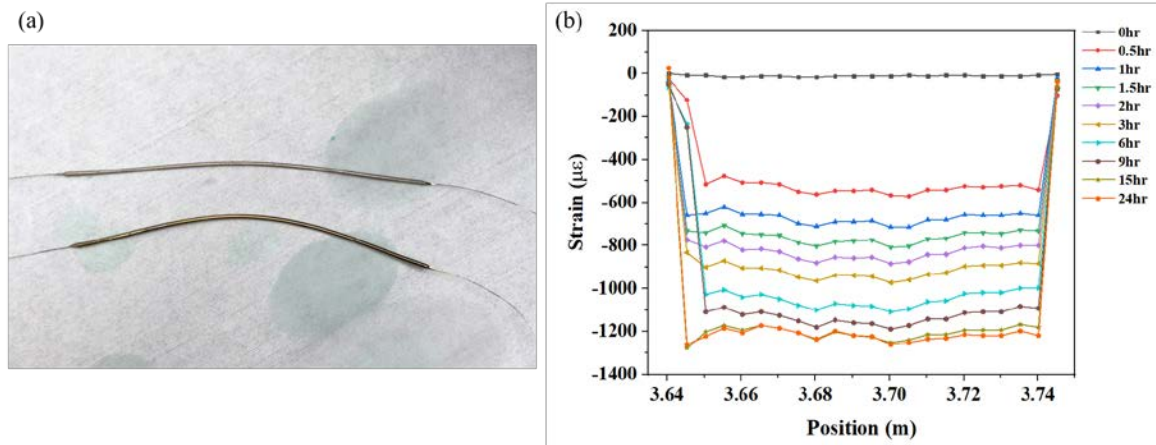 (a)
(b)
200
0
-200
-400
-600
-800
-1000
-1200
-1400
Strain (με)
3.64
3.66
3.68
3.70
3.72
3.74
Position (m)
0hr
0.5hr
1hr
1.5hr
2hr
3hr
6hr
9hr
15hr
24hr